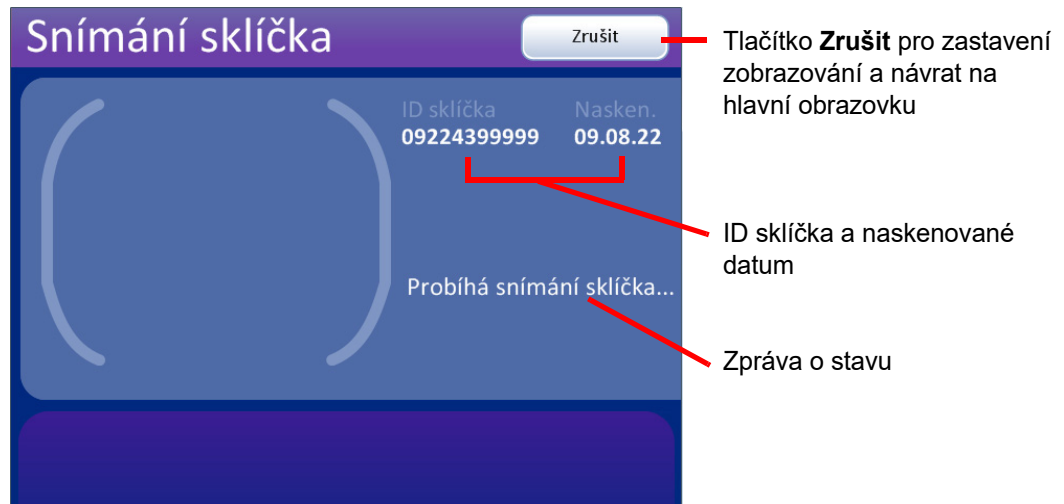 Snímání sklíčka
Zrušit
Tlačítko Zrušit pro zastavení
zobrazování a návrat na
hlavní obrazovku
ID sklíčka
Nasken.
09224399999
09.08.22
ID sklíčka a naskenované
datum
Probíhá snímání sklíčka...
Zpráva o stavu